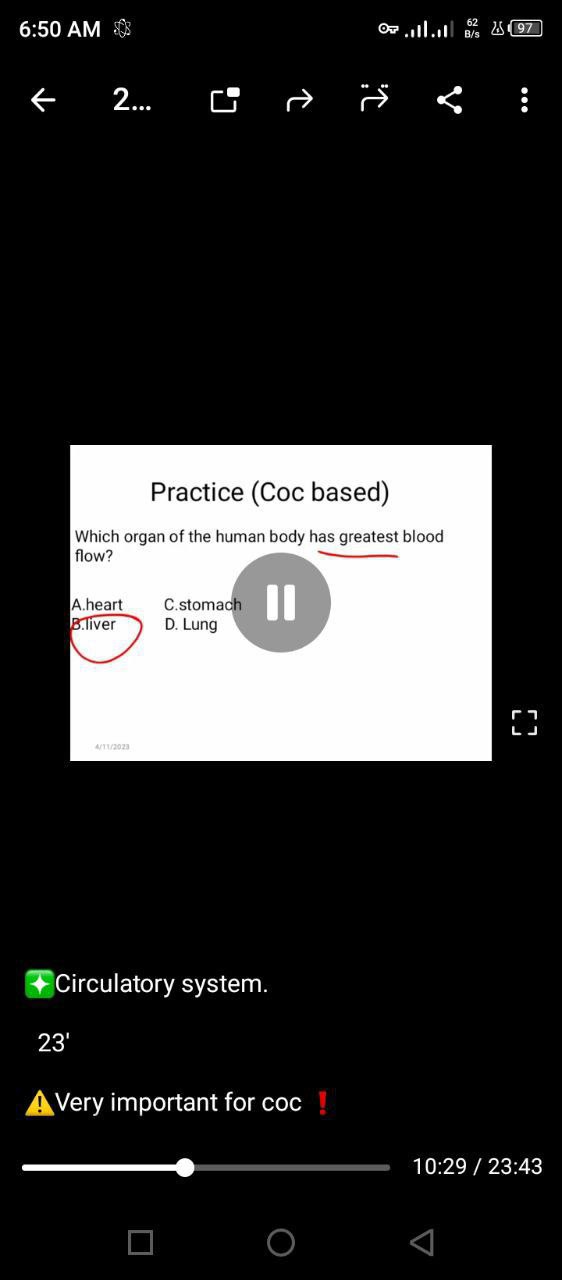 6:50 AM
62
B/s
97
2...
Practice (Coc based)
Which organ of the human body has greatest blood
flow?
A.heart C.stomach
B.liver D. Lung
4/11/2023
Circulatory system.
23'
Very important for coc
10:29 / 23:43